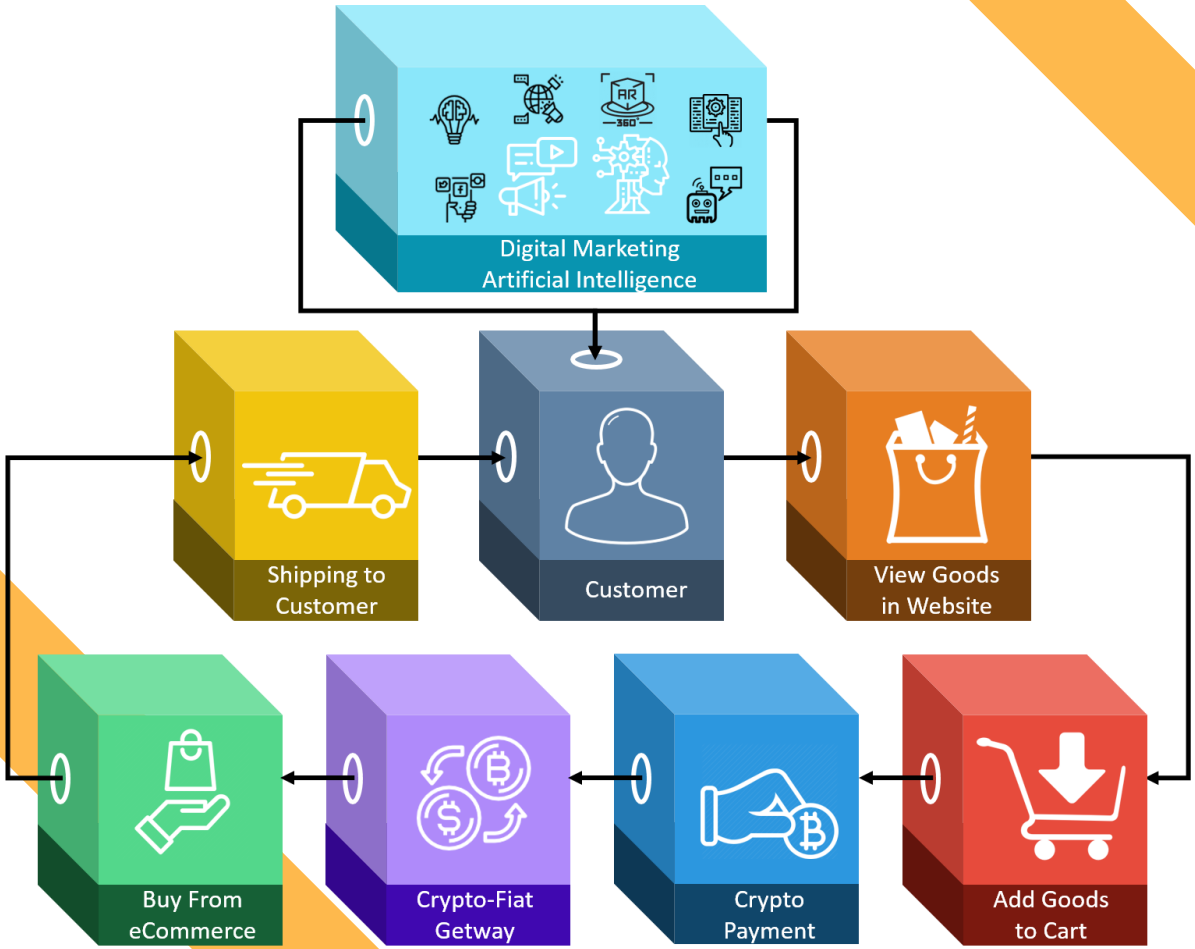 AR
360°
Digital Marketing
Artificial Intelligence
Shipping to
Customer
Customer
View Goods
in Website
Buy From
eCommerce
Crypto-Fiat
Getway
Crypto
Payment
Add Goods
to Cart